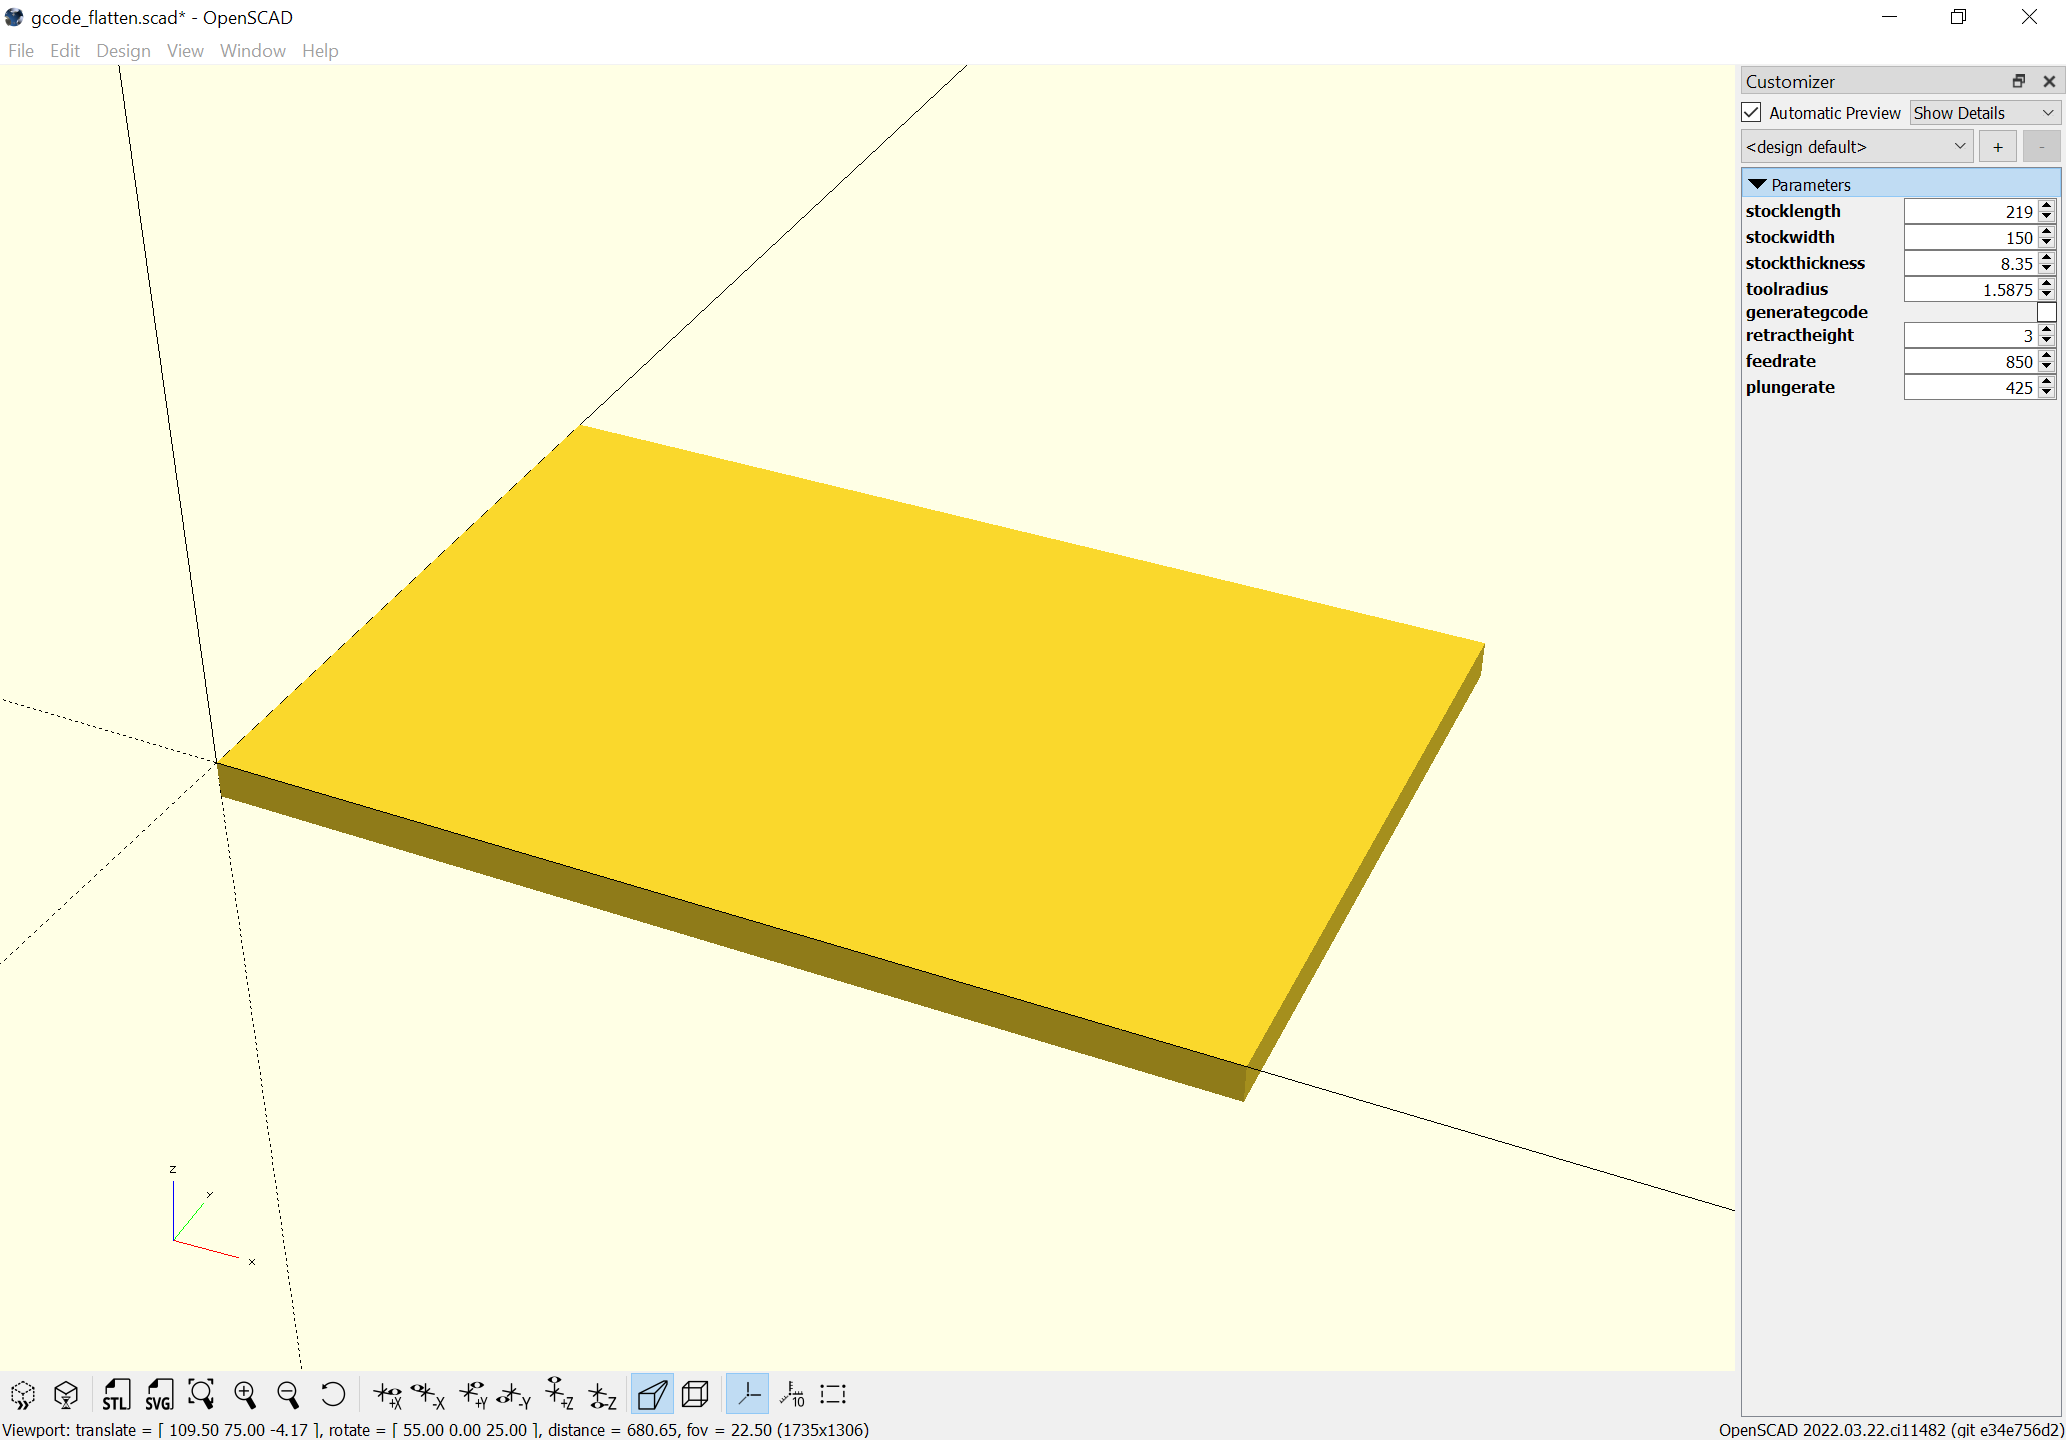 gcode_flatten.scad* - OpenSCAD
File Edit Design View Window Help
Customizer
Automatic Preview Show Details
<design default> + -
Parameters
stocklength 219
stockwidth 150
stockthickness 8.35
toolradius 1.5875
generategcode
retractheight 3
feedrate 850
plungerate 425
z
y
x
STL SVG +X -X +Y -Y +Z -Z 10
Viewport: translate = [ 109.50 75.00 -4.17 ], rotate = [ 55.00 0.00 25.00 ], distance = 680.65, fov = 22.50 (1735x1306) OpenSCAD 2022.03.22.ci11482 (git e34e756d2)